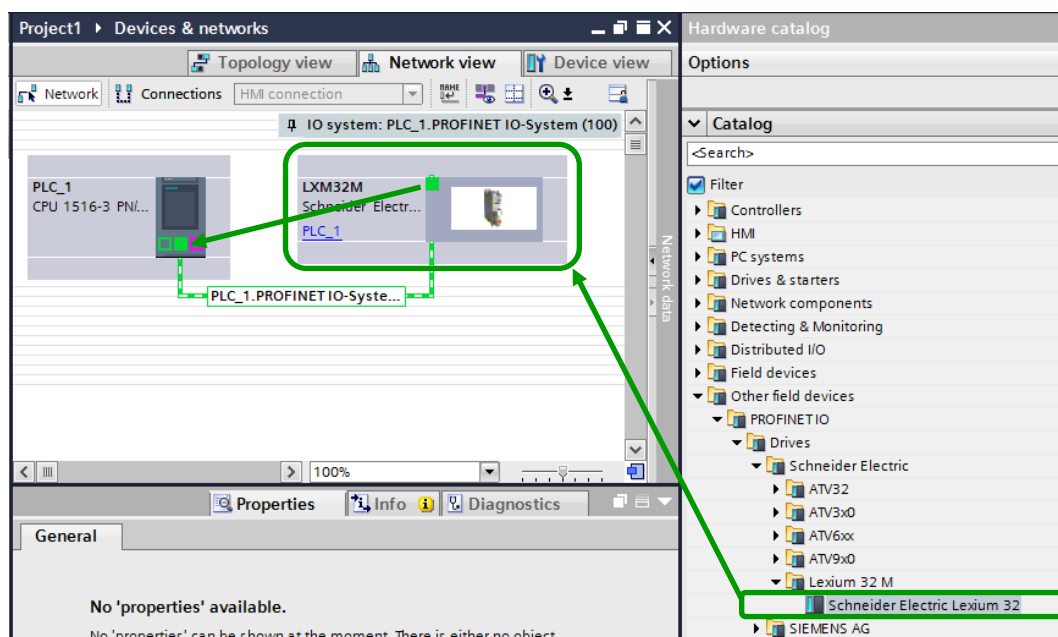 Project1 ▸ Devices & networks
Topology view
Network view
Device view
Network
Connections
HMI connection
NAME
IO system: PLC_1.PROFINET IO-System (100)
PLC_1
CPU 1516-3 PN/...
LXM32M
Schneider Electr...
PLC_1
PLC_1.PROFINET IO-Syste...
Network data
100%
Properties
Info
Diagnostics
General
No 'properties' available.
No 'properties' can be shown at the moment. There is either no object
Hardware catalog
Options
Catalog
<Search>
Filter
Controllers
HMI
PC systems
Drives & starters
Network components
Detecting & Monitoring
Distributed I/O
Field devices
Other field devices
PROFINET IO
Drives
Schneider Electric
ATV32
ATV3x0
ATV6xx
ATV9x0
Lexium 32 M
Schneider Electric Lexium 32
SIEMENS AG